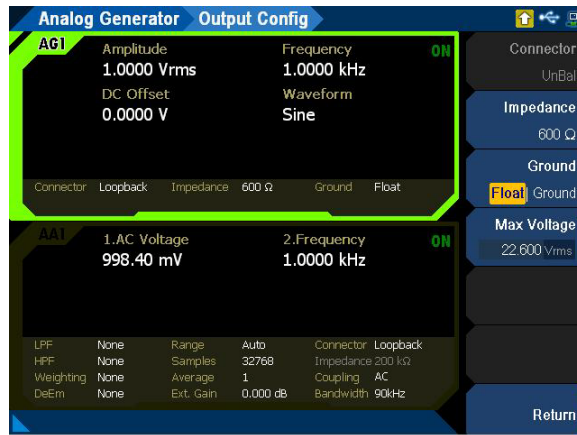 Analog Generator Output Config
AG1
Amplitude Frequency ON
1.0000 Vrms 1.0000 kHz
DC Offset Waveform
0.0000 V Sine
Connector Loopback Impedance 600 Ω Ground Float
AA1
1.AC Voltage 2.Frequency ON
998.40 mV 1.0000 kHz
LPF None Range Auto Connector Loopback
HPF None Samples 32768 Impedance 200 kΩ
Weighting None Average 1 Coupling AC
DeEm None Ext. Gain 0.000 dB Bandwidth 90kHz
Connector
UnBal
Impedance
600 Ω
Ground
Float Ground
Max Voltage
22.600 Vrms
Return